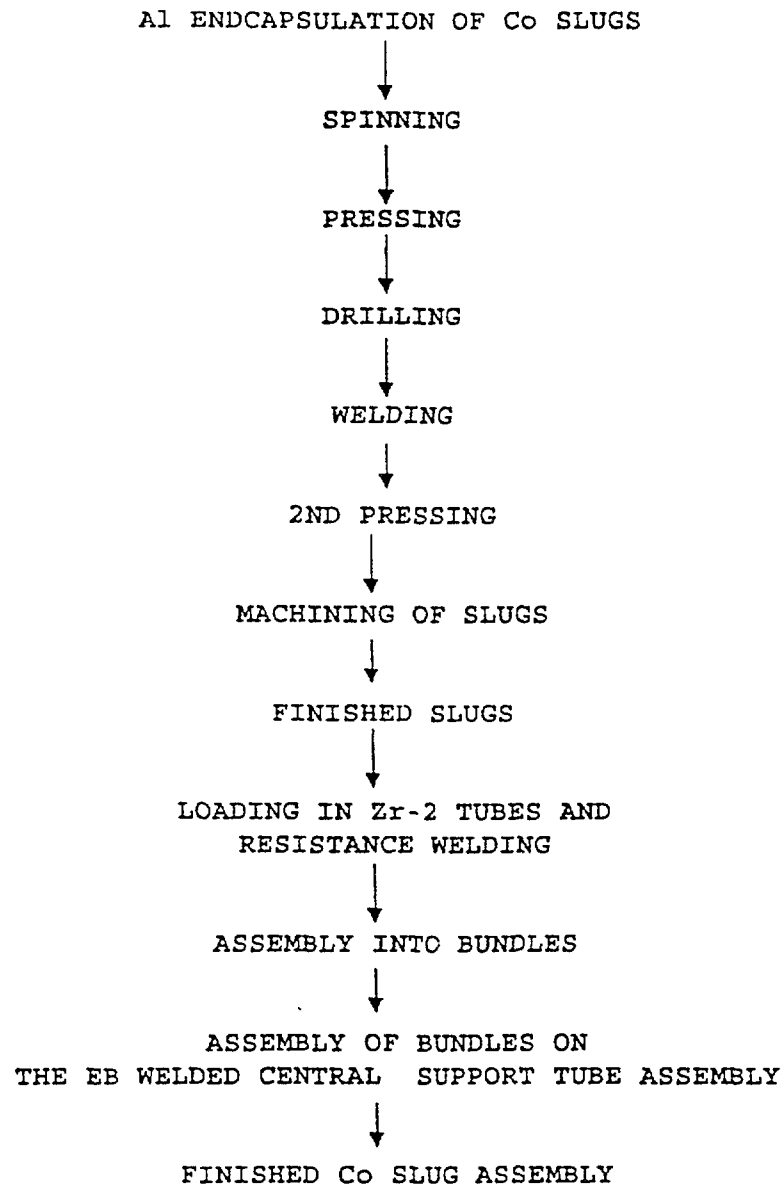 Al ENDCAPSULATION OF Co SLUGS
SPINNING
PRESSING
DRILLING
WELDING
2ND PRESSING
MACHINING OF SLUGS
FINISHED SLUGS
LOADING IN Zr-2 TUBES AND
RESISTANCE WELDING
ASSEMBLY INTO BUNDLES
ASSEMBLY OF BUNDLES ON
THE EB WELDED CENTRAL SUPPORT TUBE ASSEMBLY
FINISHED Co SLUG ASSEMBLY